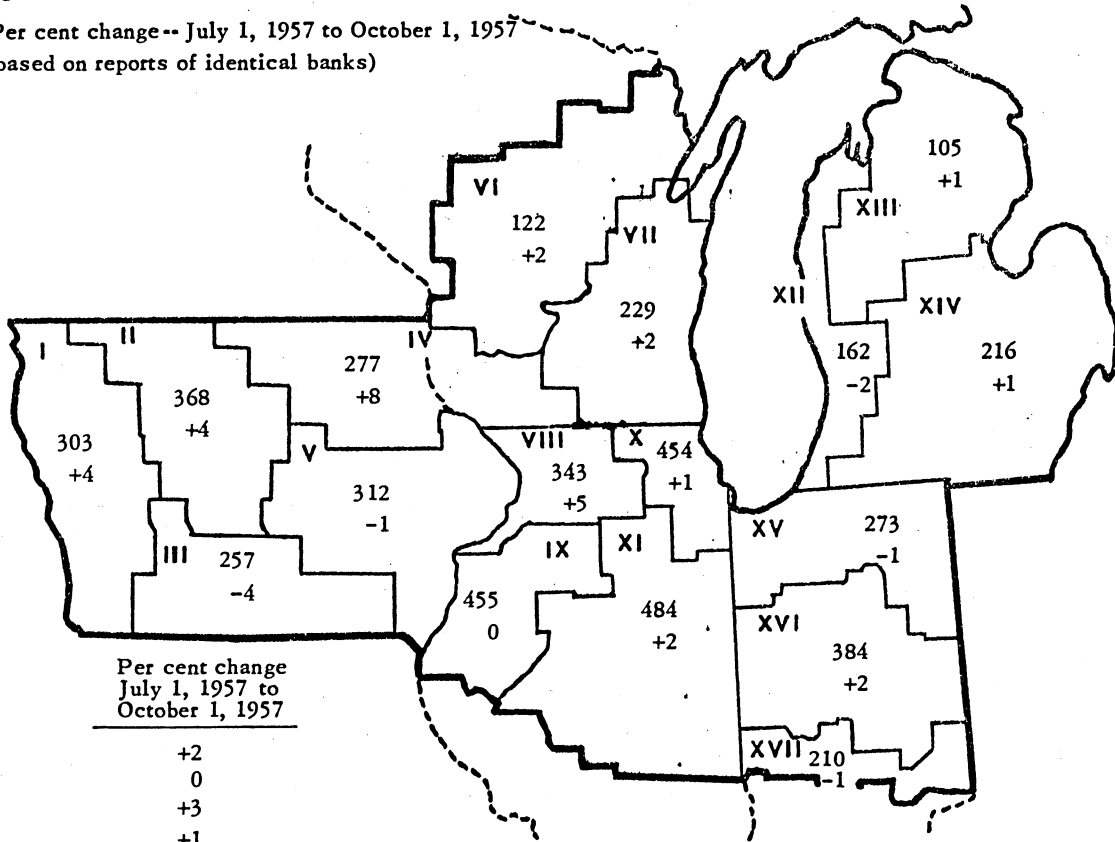 Per cent change-- July 1, 1957 to October 1, 1957
based on reports of identical banks)
105
+1
VI
XIII
122
+2
VII
XII
XIV
229
+2
I
II
IV
277
+8
162
-2
216
+1
368
+4
303
+4
V
VIII
X
454
+1
343
+5
312
-1
XV
273
-1
III
257
-4
IX
XI
455
0
484
+2
XVI
384
+2
XVII
210
-1
Per cent change
July 1, 1957 to
October 1, 1957
+2
0
+3
+1